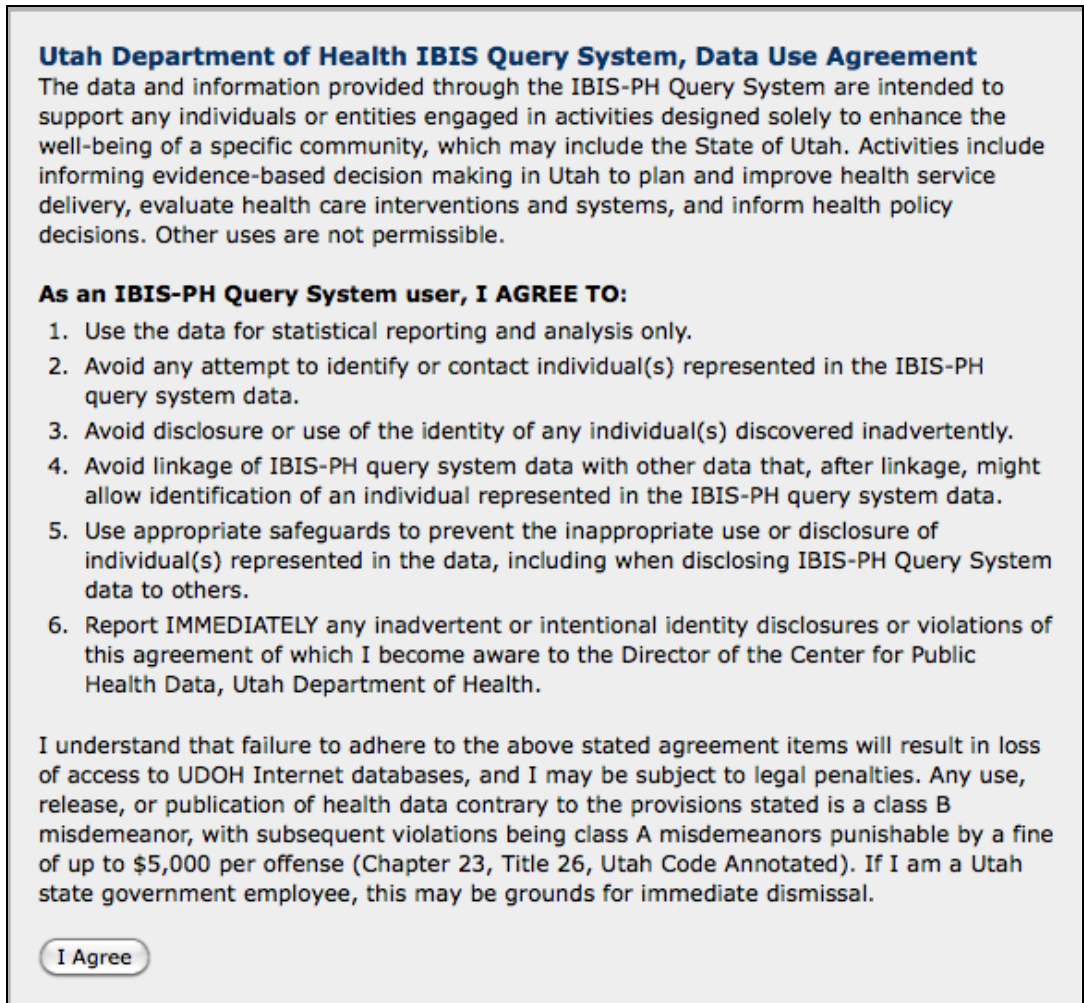 Utah Department of Health IBIS Query System, Data Use Agreement
The data and information provided through the IBIS-PH Query System are intended to
support any individuals or entities engaged in activities designed solely to enhance the
well-being of a specific community, which may include the State of Utah. Activities include
informing evidence-based decision making in Utah to plan and improve health service
delivery, evaluate health care interventions and systems, and inform health policy
decisions. Other uses are not permissible.
As an IBIS-PH Query System user, I AGREE TO:
1. Use the data for statistical reporting and analysis only.
2. Avoid any attempt to identify or contact individual(s) represented in the IBIS-PH
query system data.
3. Avoid disclosure or use of the identity of any individual(s) discovered inadvertently.
4. Avoid linkage of IBIS-PH query system data with other data that, after linkage, might
allow identification of an individual represented in the IBIS-PH query system data.
5. Use appropriate safeguards to prevent the inappropriate use or disclosure of
individual(s) represented in the data, including when disclosing IBIS-PH Query System
data to others.
6. Report IMMEDIATELY any inadvertent or intentional identity disclosures or violations of
this agreement of which I become aware to the Director of the Center for Public
Health Data, Utah Department of Health.
I understand that failure to adhere to the above stated agreement items will result in loss
of access to UDOH Internet databases, and I may be subject to legal penalties. Any use,
release, or publication of health data contrary to the provisions stated is a class B
misdemeanor, with subsequent violations being class A misdemeanors punishable by a fine
of up to $5,000 per offense (Chapter 23, Title 26, Utah Code Annotated). If I am a Utah
state government employee, this may be grounds for immediate dismissal.
I Agree